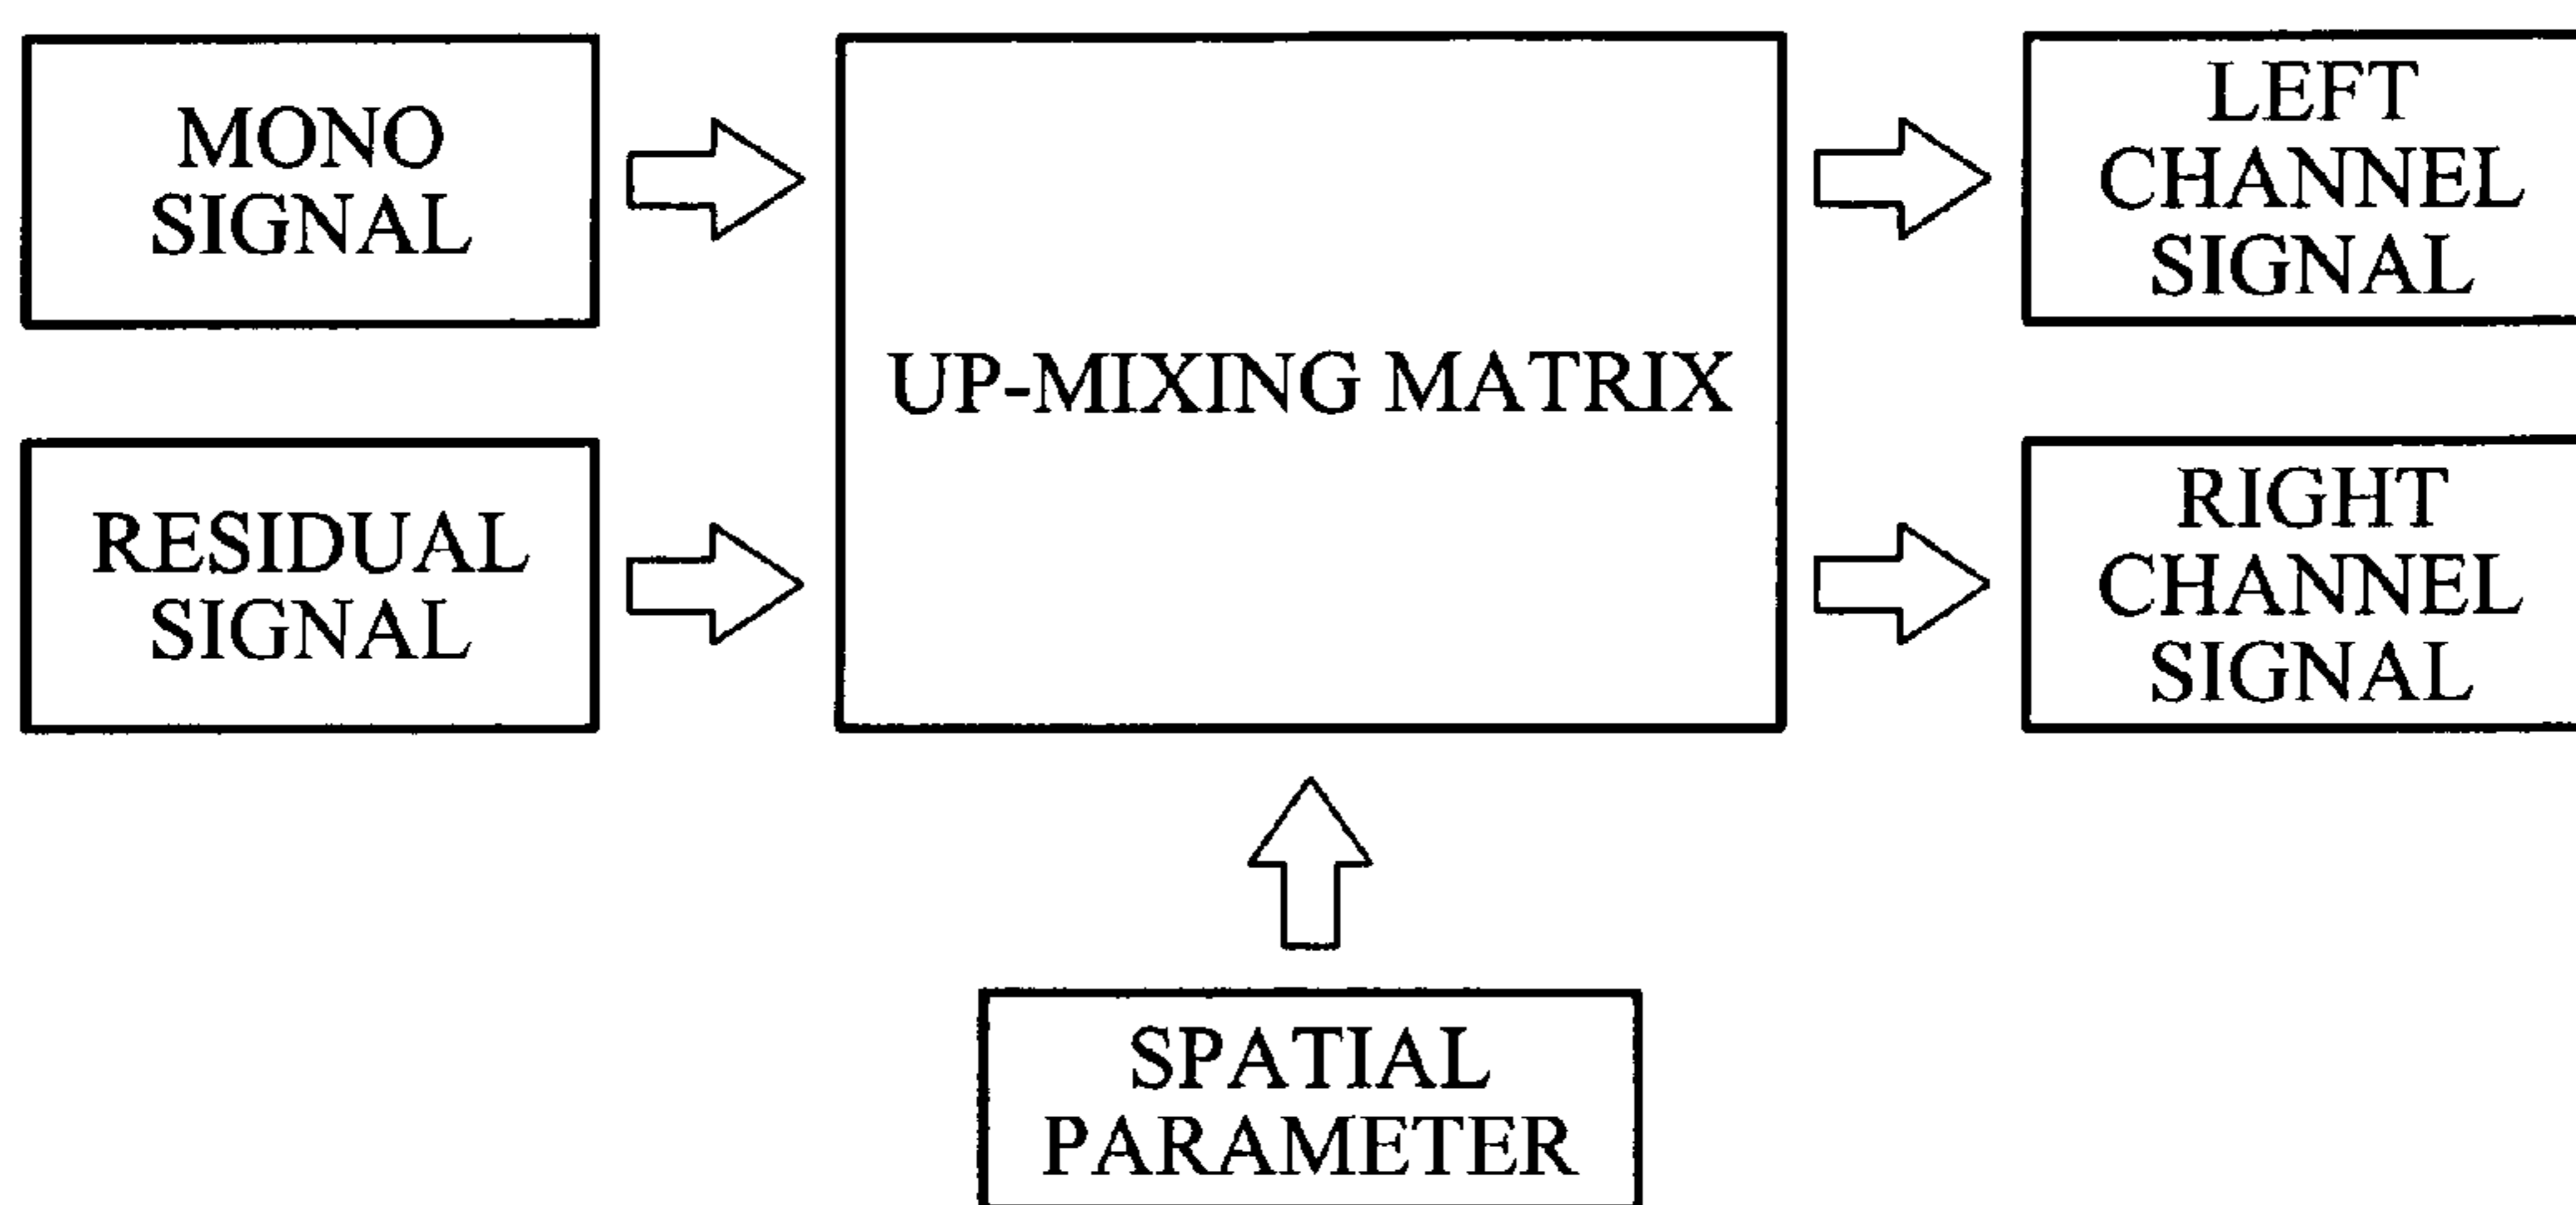 MONO
SIGNAL
UP-MIXING MATRIX
LEFT
CHANNEL
SIGNAL
RESIDUAL
SIGNAL
RIGHT
CHANNEL
SIGNAL
SPATIAL
PARAMETER